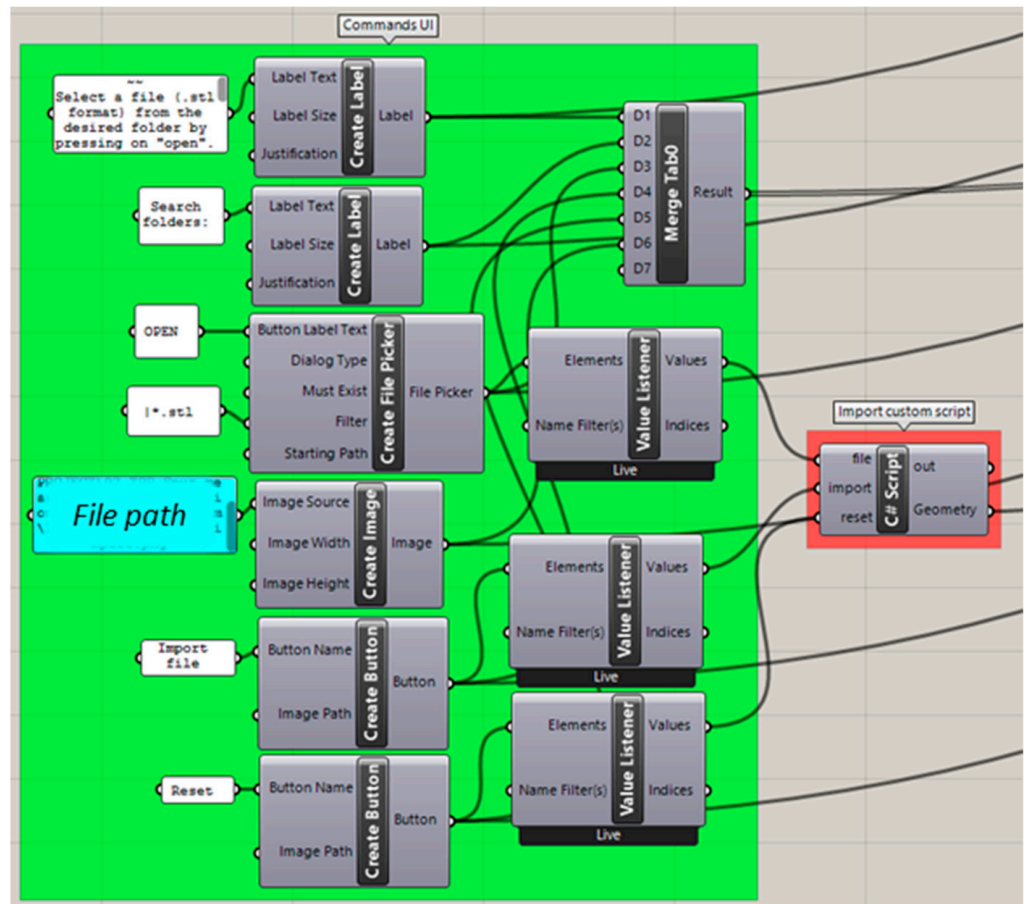 Commands UI
~~
Select a file (.stl
format) from the
desired folder by
pressing on "open".
Label Text
Label Size
Justification
Create Label
Label
Search
folders:
Label Text
Label Size
Justification
Create Label
Label
D1
D2
D3
D4
D5
D6
D7
Merge Tab0
Result
OPEN
|*.stl
Button Label Text
Dialog Type
Must Exist
Filter
Starting Path
Create File Picker
File Picker
Elements
Name Filter(s)
Value Listener
Values
Indices
Live
Import custom script
file
import
reset
C# Script
out
Geometry
File path
Image Source
Image Width
Image Height
Create Image
Image
Elements
Name Filter(s)
Value Listener
Values
Indices
Live
Import
file
Button Name
Image Path
Create Button
Button
Elements
Name Filter(s)
Value Listener
Values
Indices
Live
Reset
Button Name
Image Path
Create Button
Button